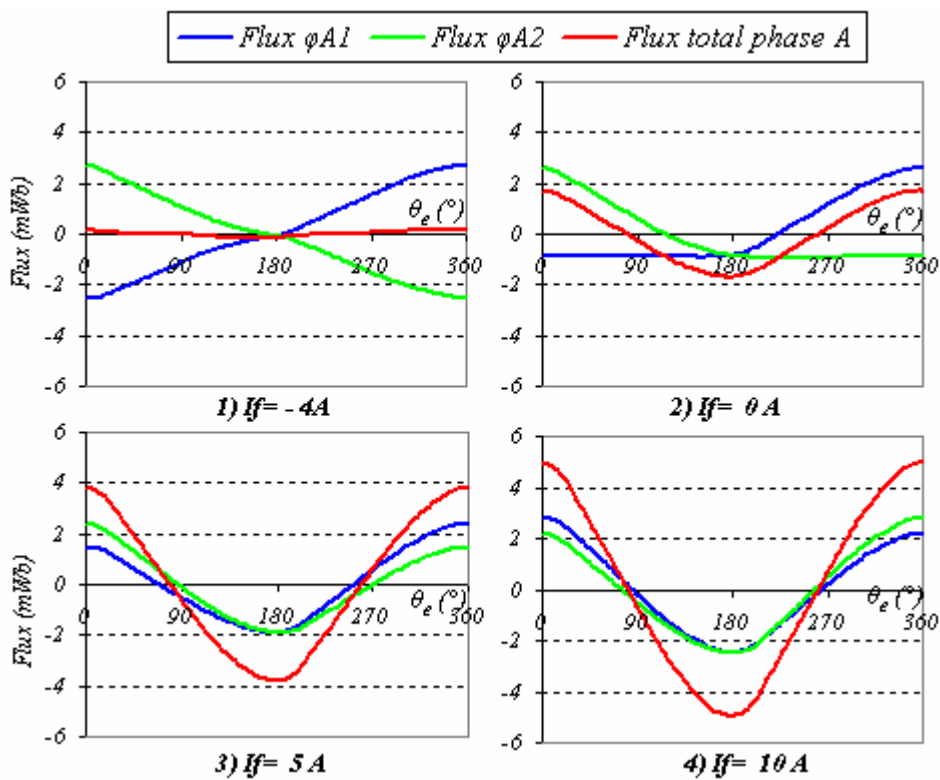 Flux φA1 Flux φA2 Flux total phase A
6 6
4 4
2 2
0 0
-2 -2
-4 -4
-6 -6
Flux (mWb)
θe (°) θe (°)
0 90 180 270 360 0 90 180 270 360
1) If= - 4A 2) If= 0 A
6 6
4 4
2 2
0 0
-2 -2
-4 -4
-6 -6
Flux (mWb)
θe (°) θe (°)
0 90 180 270 360 0 90 180 270 360
3) If= 5 A 4) If= 10 A